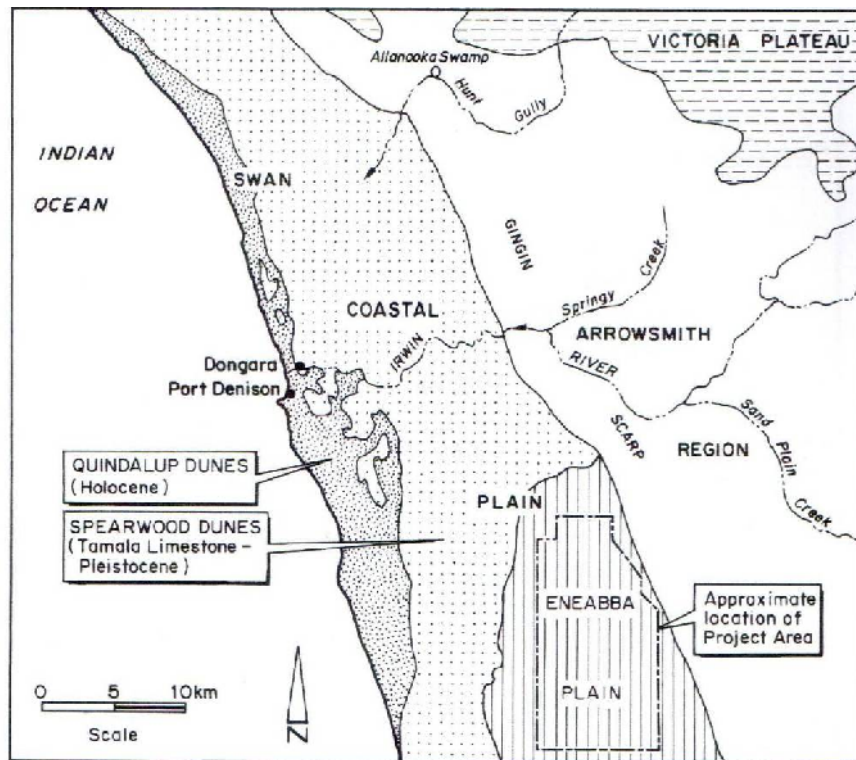 VICTORIA PLATEAU
Allanooka Swamp
Hunt
Gully
INDIAN
OCEAN
SWAN
GINGIN
Springy Creek
COASTAL
ARROWSMITH
IRWIN
RIVER
Dongara
Port Denison
SCARP
REGION
Sand
Plain
Creek
QUINDALUP DUNES
(Holocene)
PLAIN
SPEARWOOD DUNES
(Tamala Limestone-
Pleistocene)
ENEABBA
PLAIN
Approximate
location of
Project Area
0 5 10km
Scale
N